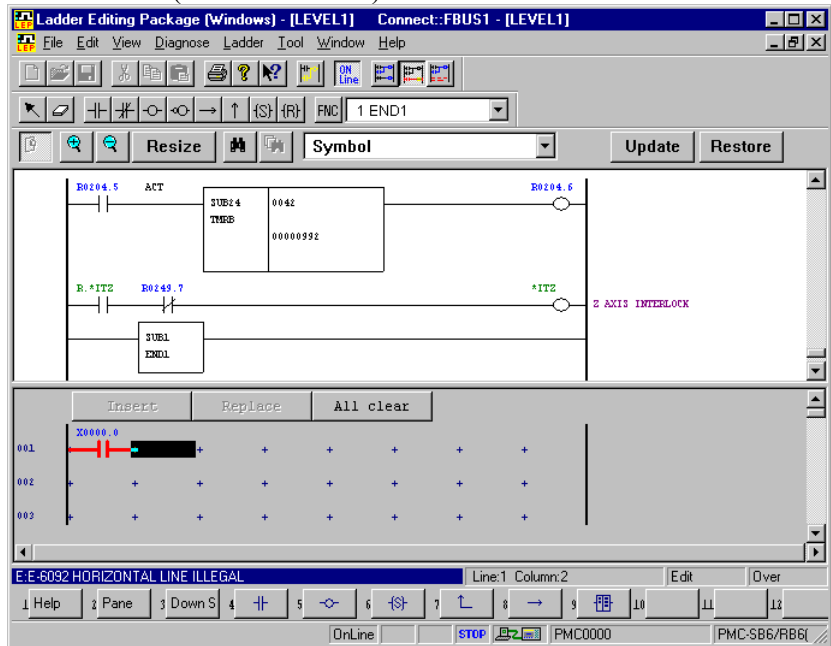 Ladder Editing Package (Windows) - [LEVEL1] Connect::FBUS1 - [LEVEL1]
File Edit View Diagnose Ladder Tool Window Help
ON Line
{S} {R} FNC 1 END1
Resize Symbol Update Restore
R0204.5 ACT R0204.6
SUB24 0042
TMRB
00000992
R.*ITZ R0249.7 *ITZ
Z AXIS INTERLOCK
SUB1
END1
Insert Replace All clear
X0000.0
001
002
003
E:E-6092 HORIZONTAL LINE ILLEGAL Line:1 Column:2 Edit Over
1 Help 2 Pane 3 Down S 4 5 6 {S} 7 8 9 10 11 12
OnLine STOP PMC0000 PMC-SB6/RB6(